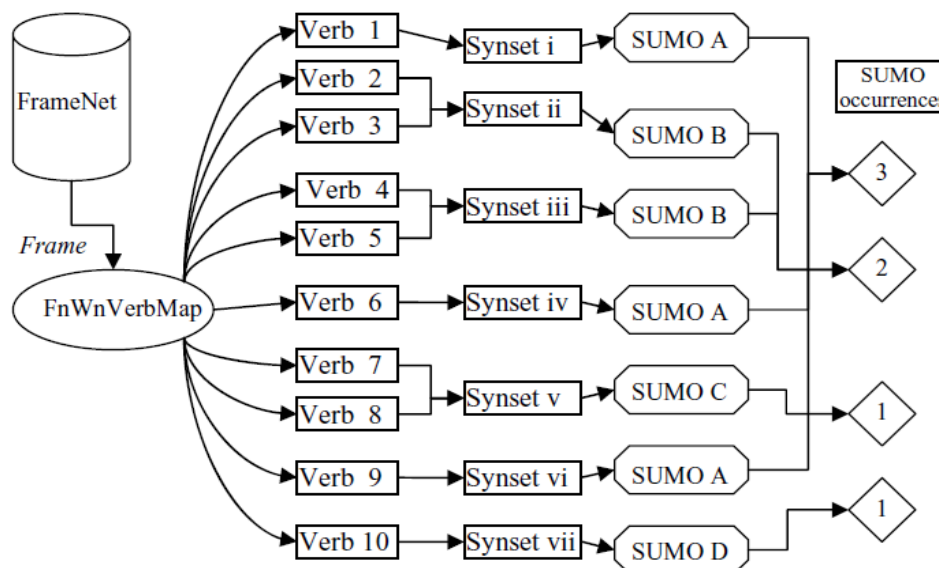 FrameNet
Frame
FnWnVerbMap
Verb 1
Verb 2
Verb 3
Verb 4
Verb 5
Verb 6
Verb 7
Verb 8
Verb 9
Verb 10
Synset i
Synset ii
Synset iii
Synset iv
Synset v
Synset vi
Synset vii
SUMO A
SUMO B
SUMO B
SUMO A
SUMO C
SUMO A
SUMO D
SUMO
occurrences
3
2
1
1